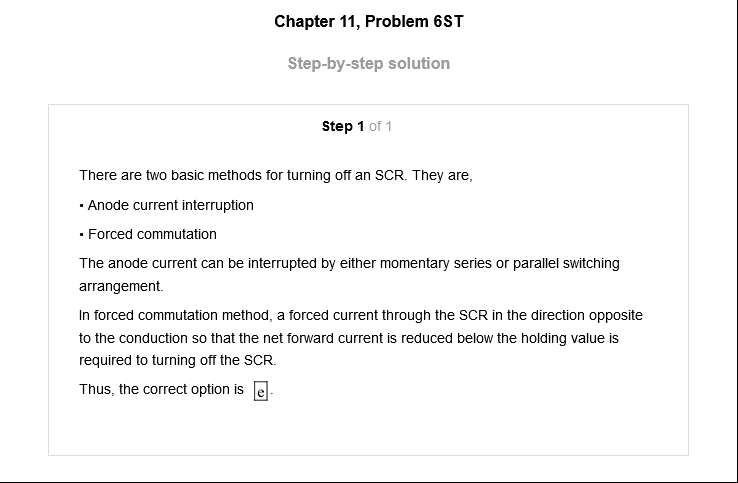 Chapter 11, Problem 6ST
Step-by-step solution
Step 1 of 1
There are two basic methods for turning off an SCR. They are,
• Anode current interruption
• Forced commutation
The anode current can be interrupted by either momentary series or parallel switching
arrangement.
In forced commutation method, a forced current through the SCR in the direction opposite
to the conduction so that the net forward current is reduced below the holding value is
required to turning off the SCR.
Thus, the correct option is e.